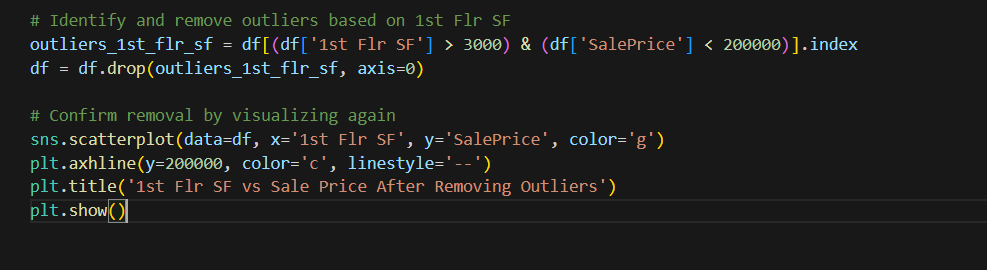 # Identify and remove outliers based on 1st Flr SF
outliers_1st_flr_sf = df[(df['1st Flr SF'] > 3000) & (df['SalePrice'] < 200000)].index
df = df.drop(outliers_1st_flr_sf, axis=0)
# Confirm removal by visualizing again
sns.scatterplot(data=df, x='1st Flr SF', y='SalePrice', color='g')
plt.axhline(y=200000, color='c', linestyle='--')
plt.title('1st Flr SF vs Sale Price After Removing Outliers')
plt.show()